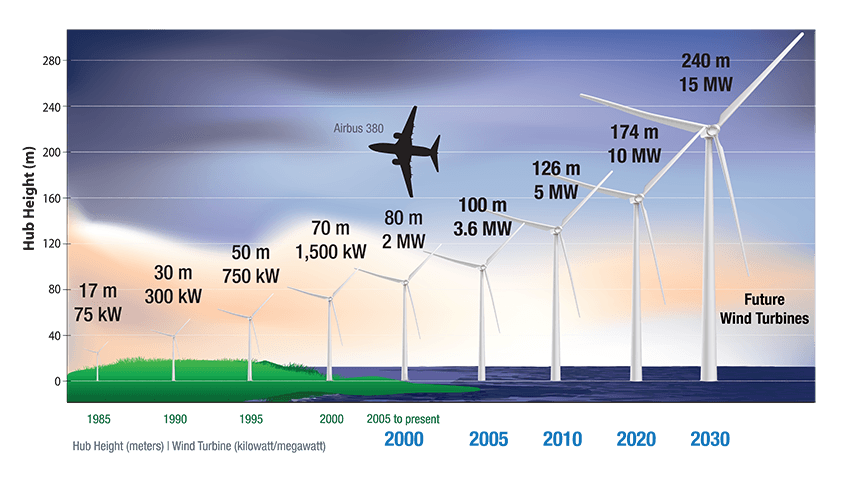 Hub Height (m)
280
240
200
160
120
80
40
0
Airbus 380
17 m
75 kW
30 m
300 kW
50 m
750 kW
70 m
1,500 kW
80 m
2 MW
100 m
3.6 MW
126 m
5 MW
174 m
10 MW
240 m
15 MW
Future
Wind Turbines
1985
1990
1995
2000
2005 to present
2000
2005
2010
2020
2030
Hub Height (meters) I Wind Turbine (kilowatt/megawatt)